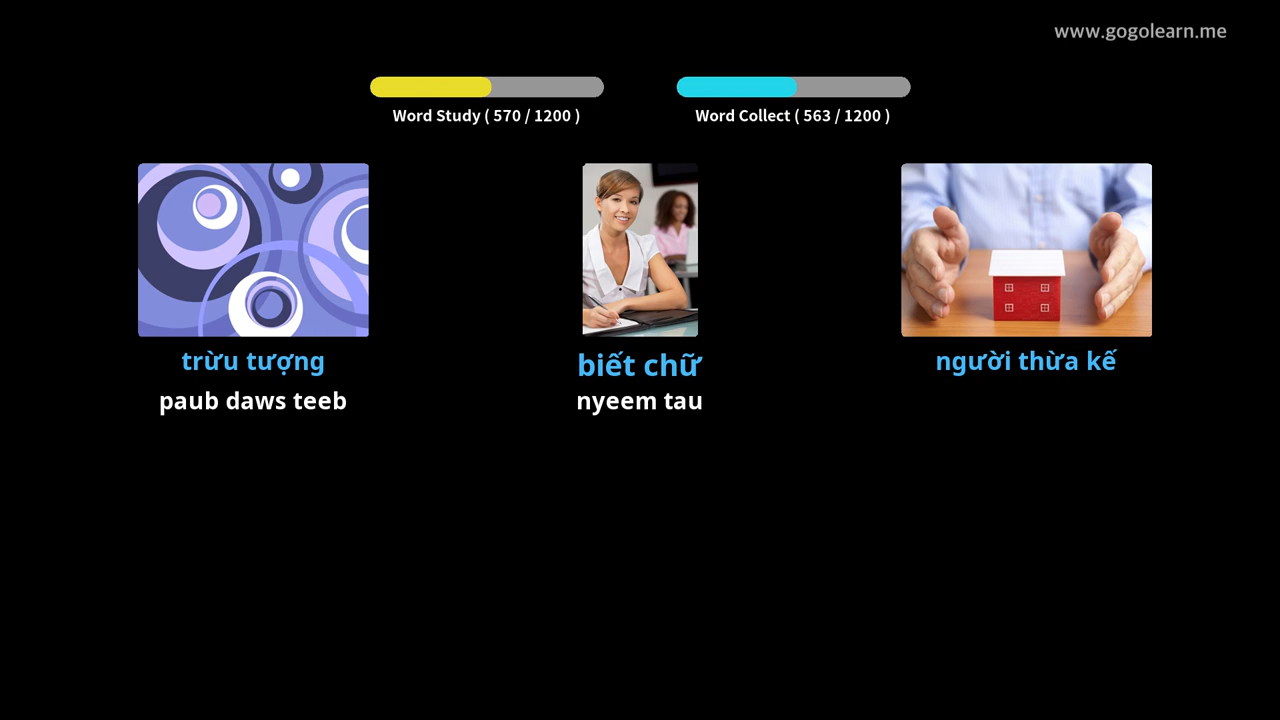 www.gogolearn.me
Word Study ( 570 / 1200 )
Word Collect ( 563 / 1200 )
trừu tượng
paub daws teeb
biết chữ
nyeem tau
người thừa kế